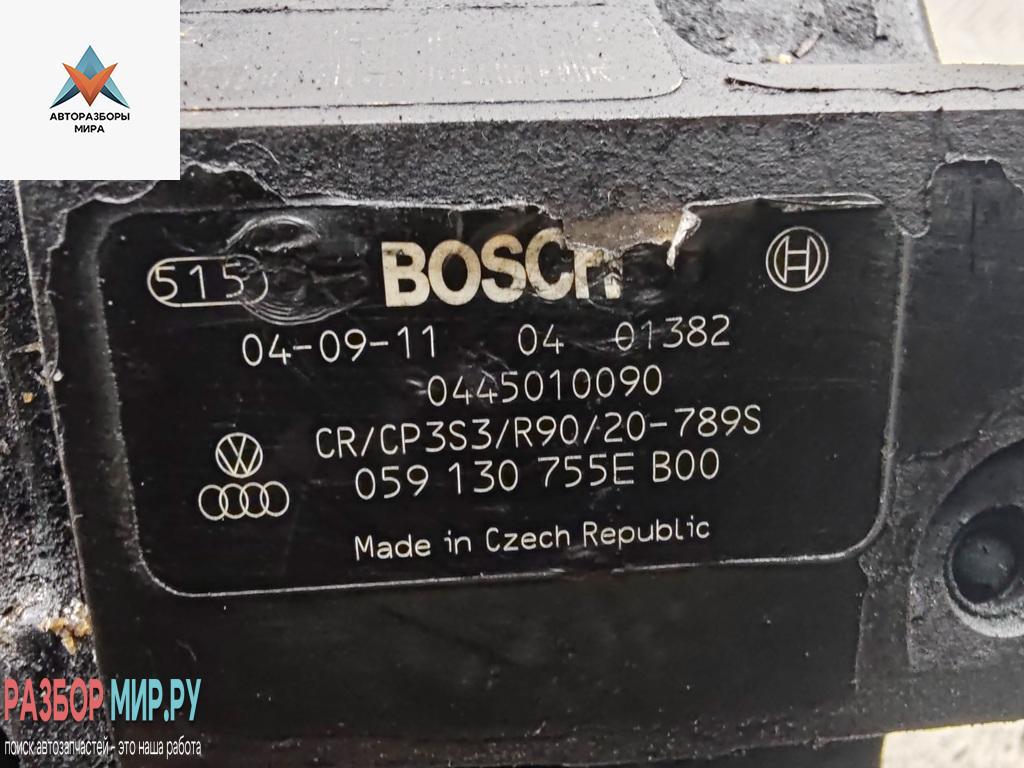 АВТОРАЗБОРЫ
МИРА
515 BOSCH
04-09-11 04 01382
0445010090
CR/CP3S3/R90/20-789S
059 130 755E B00
Made in Czech Republic
РАЗБОР МИР.РУ
поиск автозапчастей - это наша работа